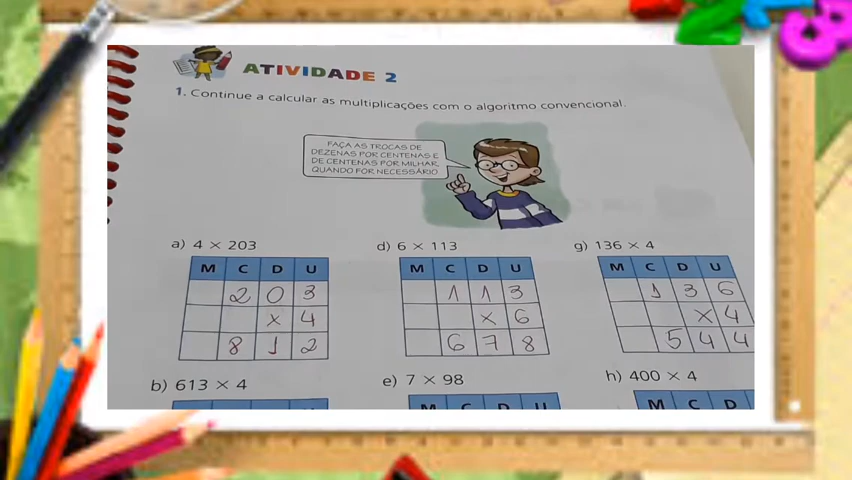 ATIVIDADE 2
1. Continue a calcular as multiplicações com o algoritmo convencional.
FAÇA AS TROCAS DE
DEZENAS POR CENTENAS E
DE CENTENAS POR MILHAR,
QUANDO FOR NECESSÁRIO
a) 4 × 203
M C D U
2 0 3
× 4
8 1 2
d) 6 × 113
M C D U
1 1 3
× 6
6 7 8
g) 136 × 4
M C D U
1 3 6
× 4
5 4 4
b) 613 × 4
e) 7 × 98
M C D U
h) 400 × 4
M C D